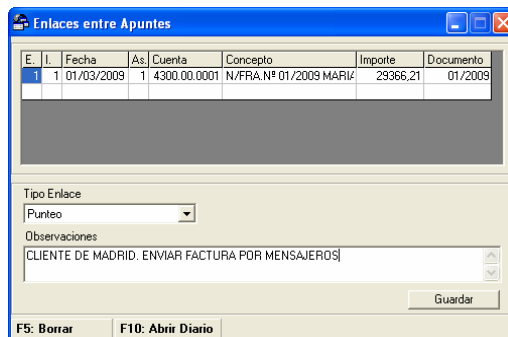 Enlaces entre Apuntes
E. I. Fecha As. Cuenta Concepto Importe Documento
1 1 01/03/2009 1 4300.00.0001 N/FRA.Nº 01/2009 MARIA 29366,21 01/2009
Tipo Enlace
Punteo
Observaciones
CLIENTE DE MADRID. ENVIAR FACTURA POR MENSAJEROS
Guardar
F5: Borrar F10: Abrir Diario